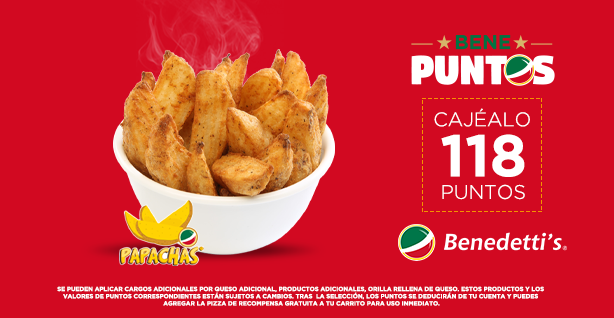 BENE
PUNTOS
CAJÉALO
118
PUNTOS
Benedetti's®
PAPACHAS
SE PUEDEN APLICAR CARGOS ADICIONALES POR QUESO ADICIONAL, PRODUCTOS ADICIONALES, ORILLA RELLENA DE QUESO. ESTOS PRODUCTOS Y LOS
VALORES DE PUNTOS CORRESPONDIENTES ESTÁN SUJETOS A CAMBIOS. TRAS LA SELECCIÓN, LOS PUNTOS SE DEDUCIRÁN DE TU CUENTA Y PUEDES
AGREGAR LA PIZZA DE RECOMPENSA GRATUITA A TU CARRITO PARA USO INMEDIATO.